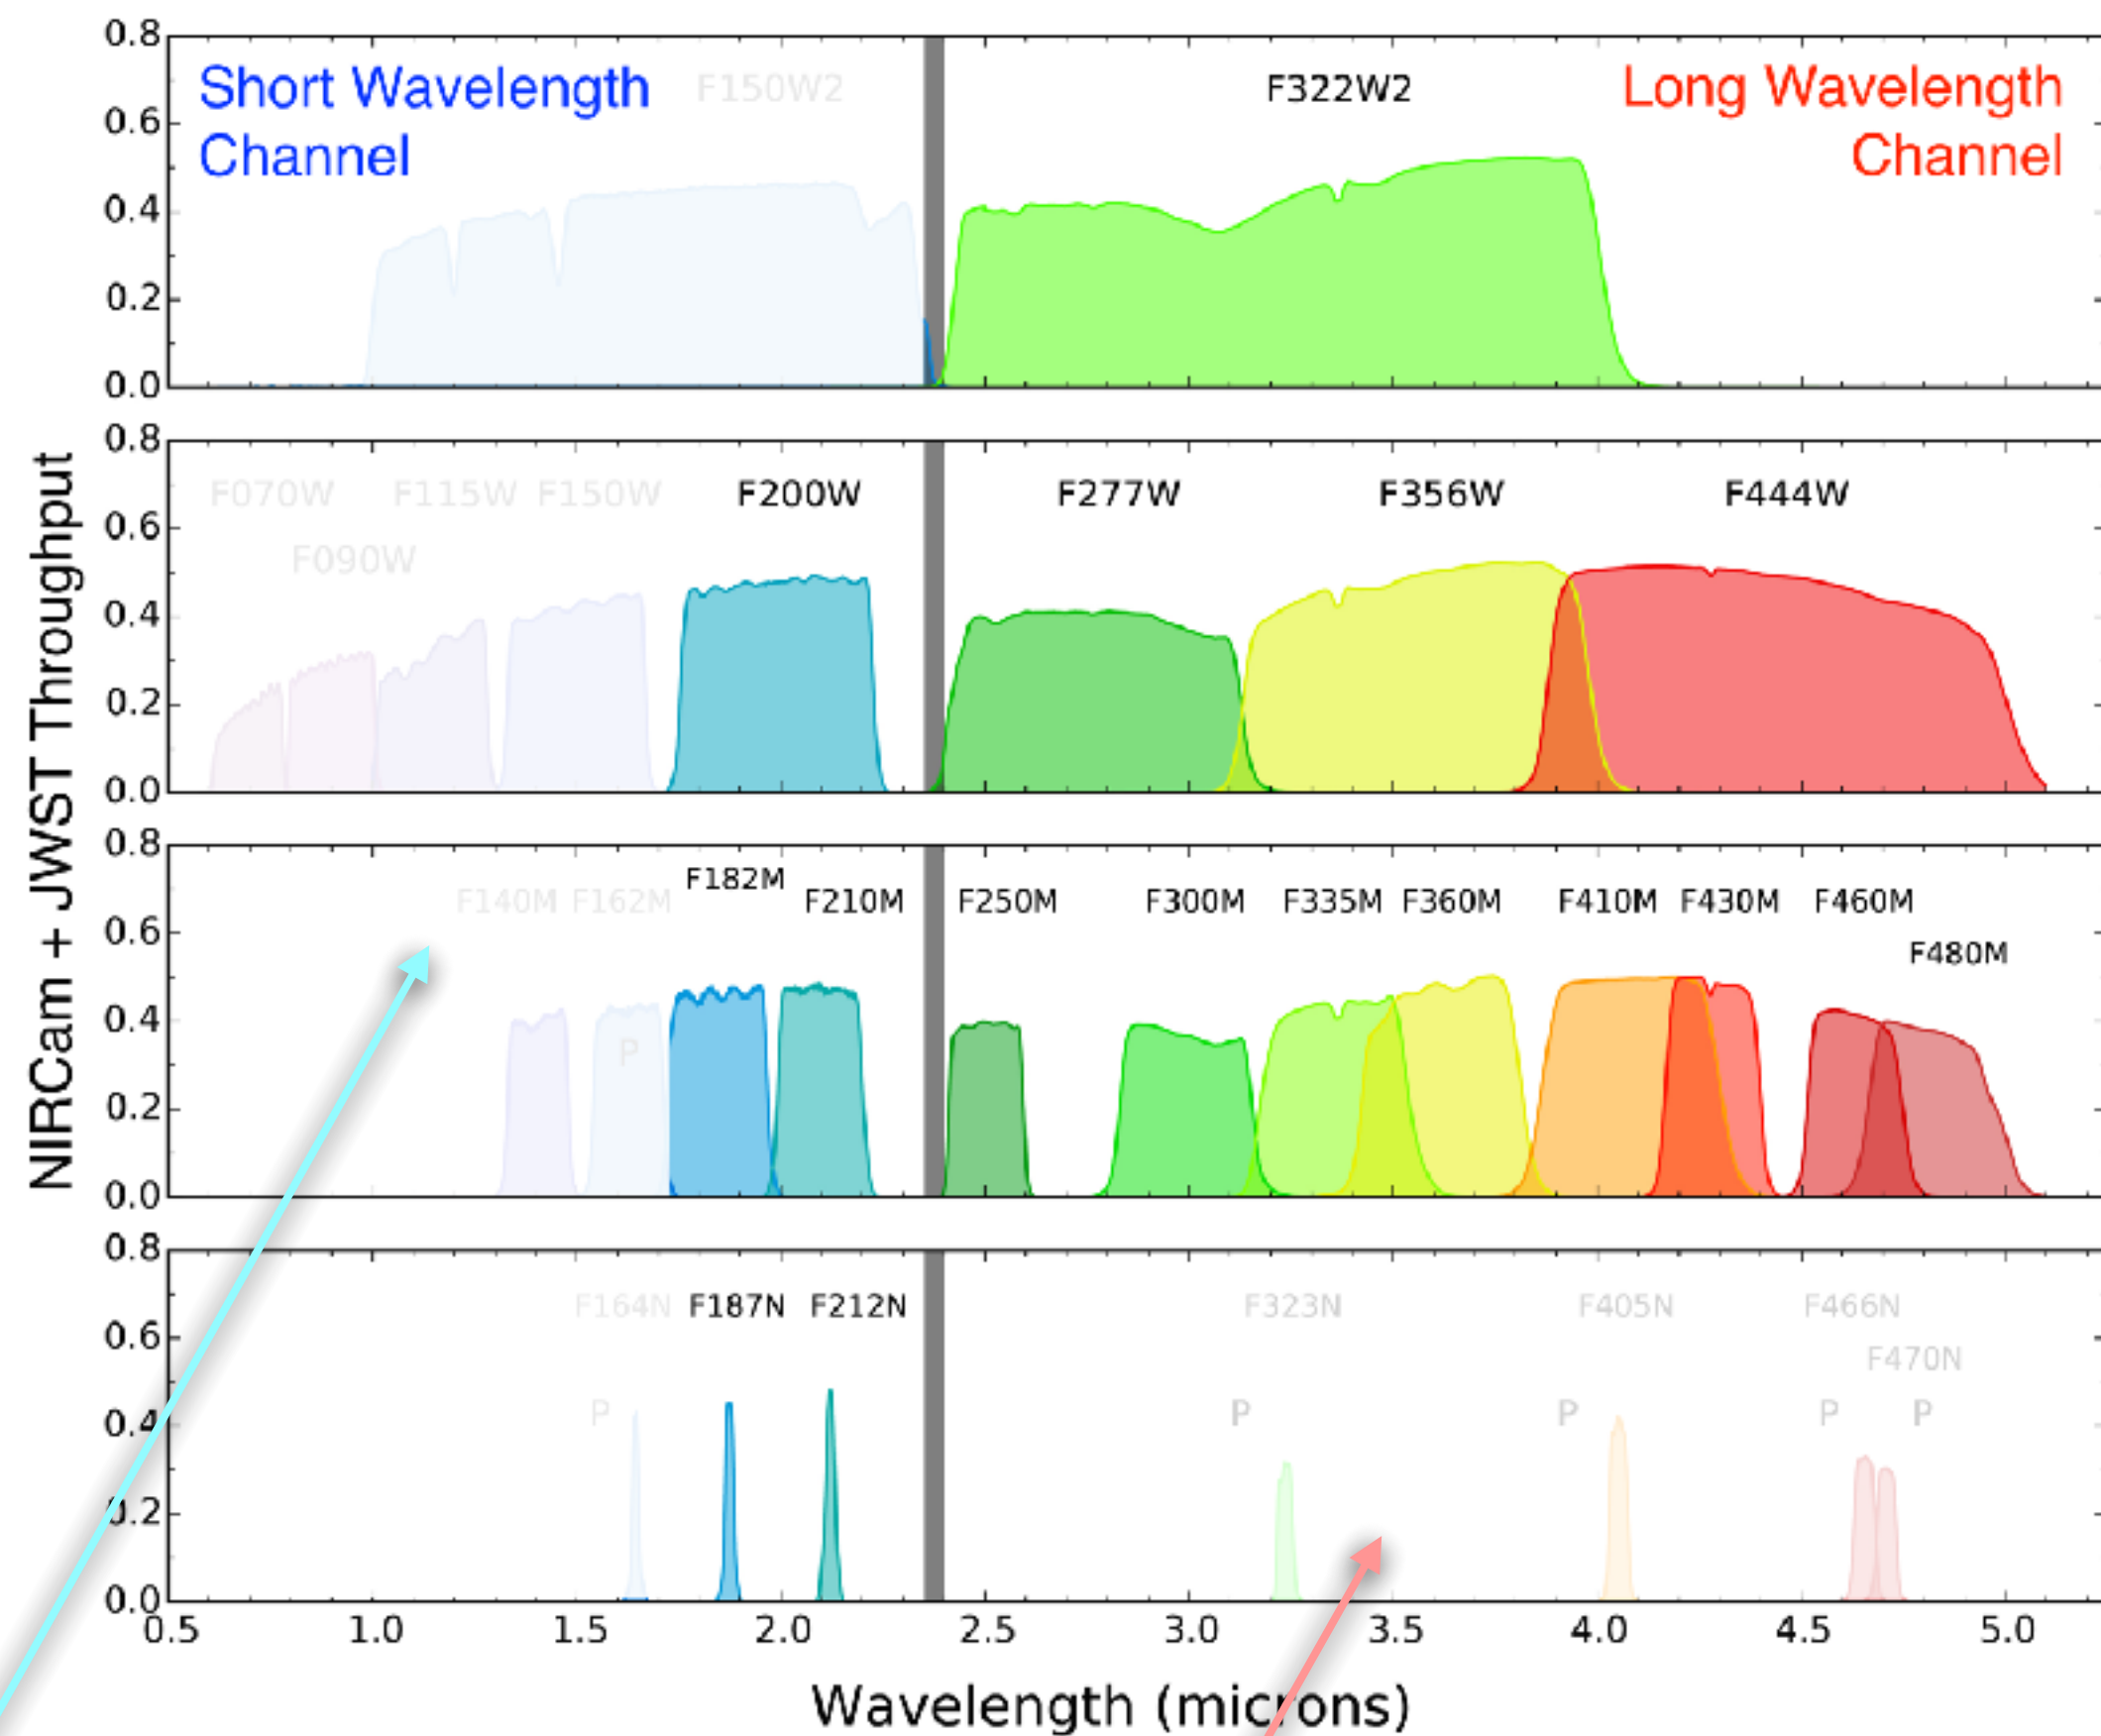 NIRCam + JWST Throughput
0.8
0.6
0.4
0.2
0.0
Short Wavelength
Channel
F150W2
F322W2
Long Wavelength
Channel
0.8
0.6
0.4
0.2
0.0
F070W
F115W
F150W
F200W
F277W
F356W
F444W
F090W
0.8
0.6
0.4
0.2
0.0
F140M
F162M
F182M
F210M
F250M
F300M
F335M
F360M
F410M
F430M
F460M
F480M
P
0.8
0.6
0.4
0.2
0.0
F164N
F187N
F212N
F323N
F405N
F466N
F470N
P
P
P
P
P
0.5 1.0 1.5 2.0 2.5 3.0 3.5 4.0 4.5 5.0
Wavelength (microns)